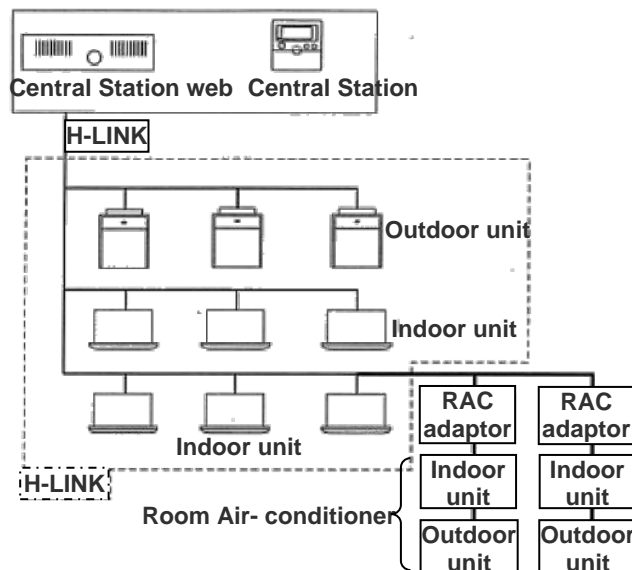 Central Station web Central Station
H-LINK
Outdoor unit
Indoor unit
Indoor unit
H-LINK
RAC
adaptor
RAC
adaptor
Indoor
unit
Indoor
unit
Room Air- conditioner
Outdoor
unit
Outdoor
unit